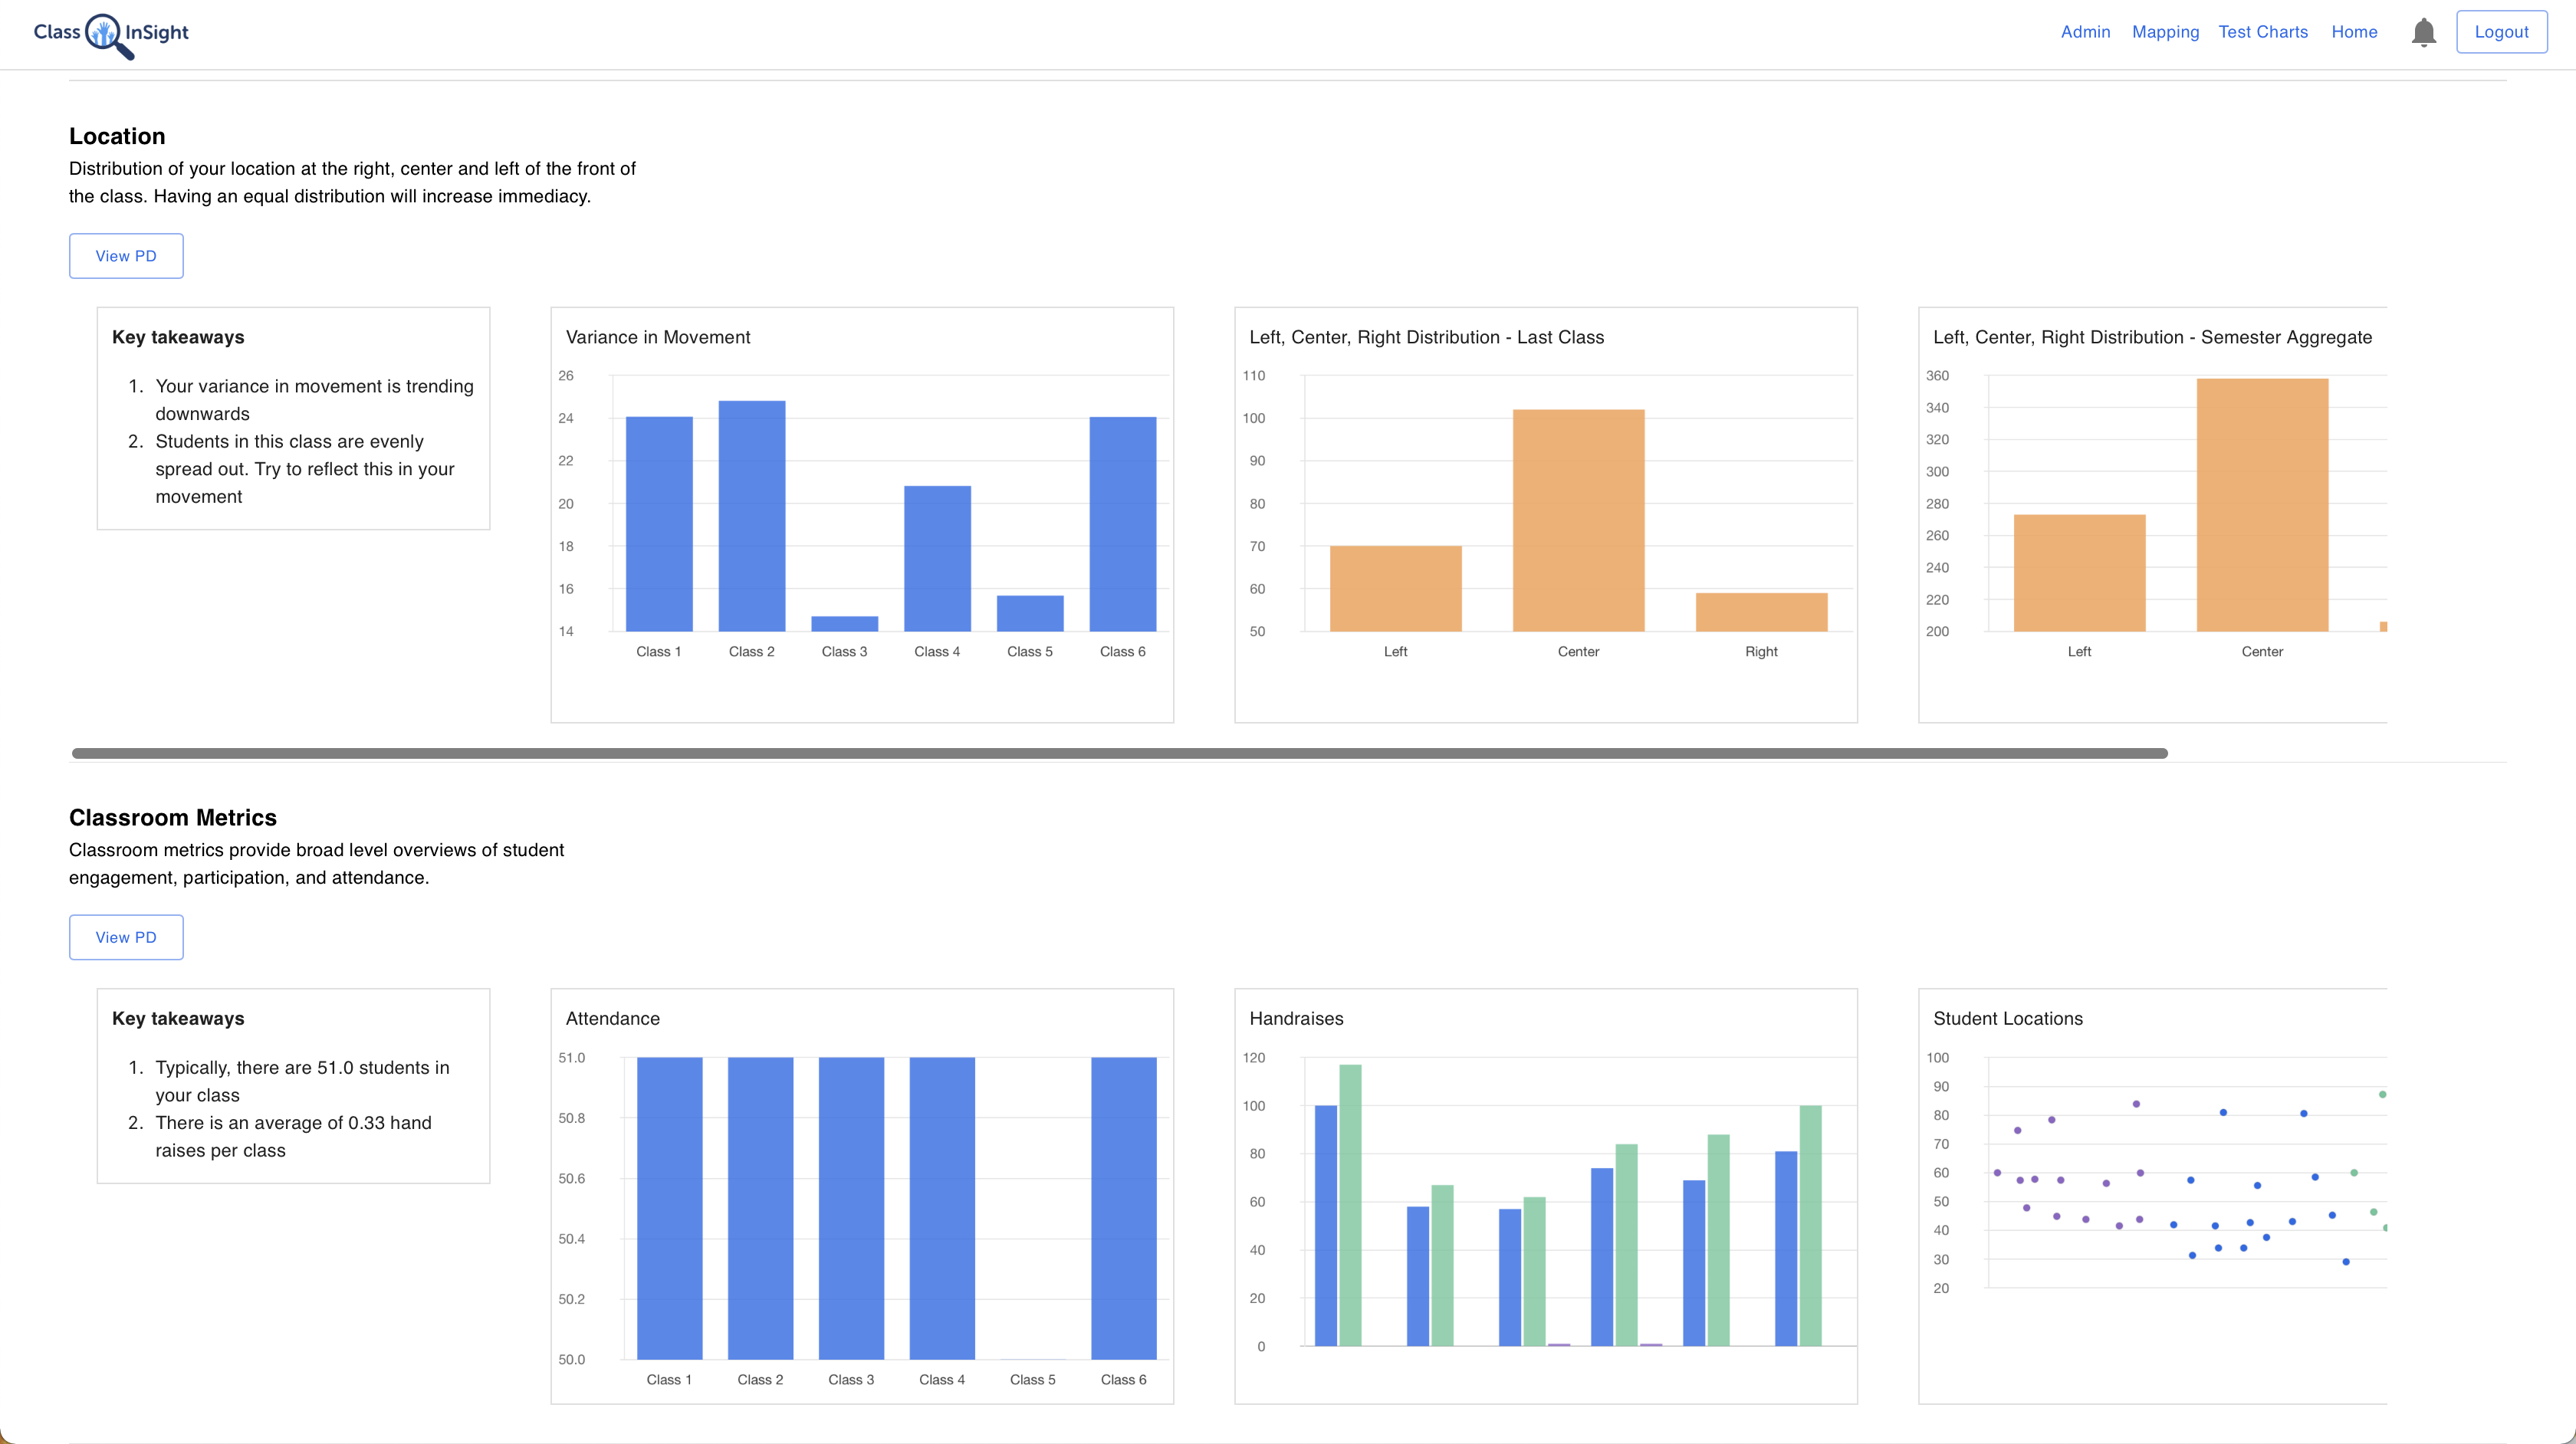 Class InSight
Admin Mapping Test Charts Home Logout
Location
Distribution of your location at the right, center and left of the front of
the class. Having an equal distribution will increase immediacy.
View PD
Key takeaways
1. Your variance in movement is trending
downwards
2. Students in this class are evenly
spread out. Try to reflect this in your
movement
Variance in Movement
26
24
22
20
18
16
14
Class 1 Class 2 Class 3 Class 4 Class 5 Class 6
Left, Center, Right Distribution - Last Class
110
100
90
80
70
60
50
Left Center Right
Left, Center, Right Distribution - Semester Aggregate
360
340
320
300
280
260
240
220
200
Left Center
Classroom Metrics
Classroom metrics provide broad level overviews of student
engagement, participation, and attendance.
View PD
Key takeaways
1. Typically, there are 51.0 students in
your class
2. There is an average of 0.33 hand
raises per class
Attendance
51.0
50.8
50.6
50.4
50.2
50.0
Class 1 Class 2 Class 3 Class 4 Class 5 Class 6
Handraises
120
100
80
60
40
20
0
Student Locations
100
90
80
70
60
50
40
30
20